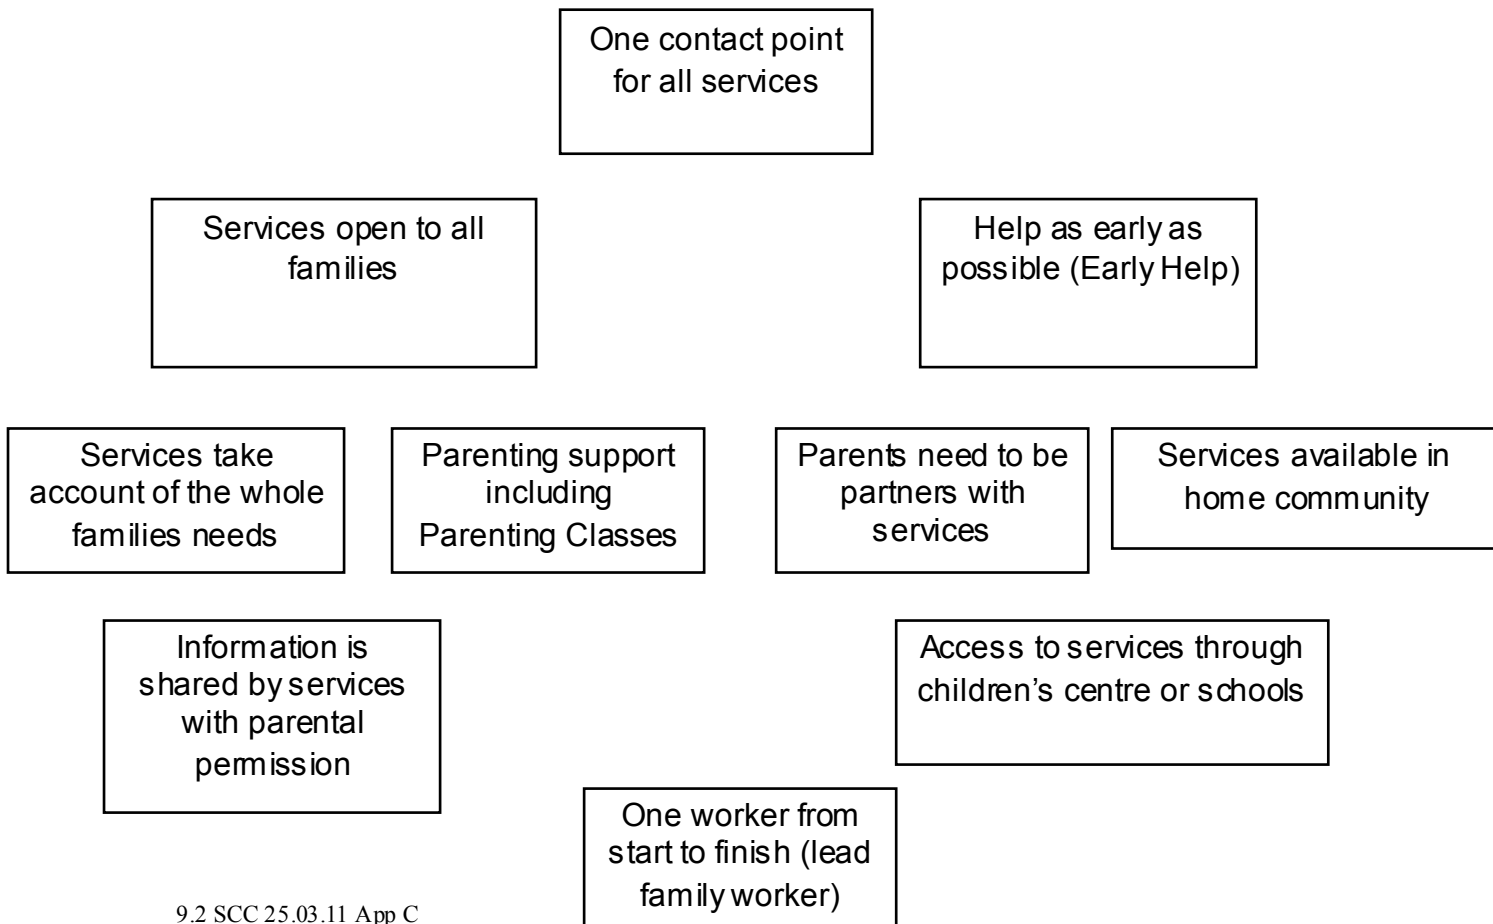 One contact point
for all services
Services open to all
families
Help as early as
possible (Early Help)
Services take
account of the whole
families needs
Parenting support
including
Parenting Classes
Parents need to be
partners with
services
Services available in
home community
Information is
shared by services
with parental
permission
Access to services through
children's centre or schools
One worker from
start to finish (lead
family worker)
9.2 SCC 25.03.11 App C